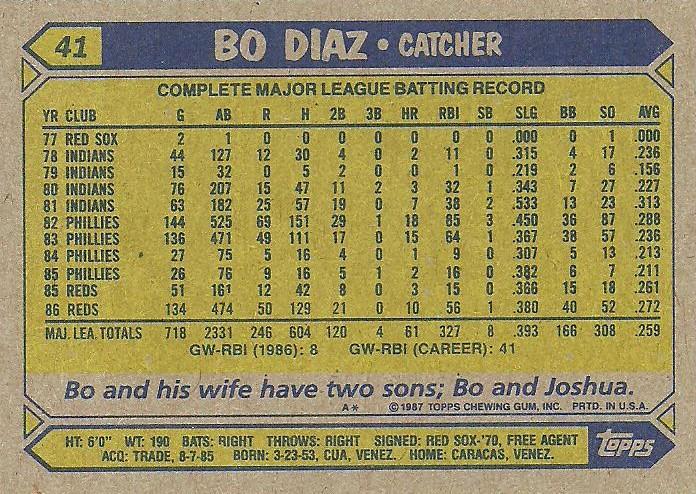 41 BO DIAZ • CATCHER
COMPLETE MAJOR LEAGUE BATTING RECORD
YR CLUB G AB R H 2B 3B HR RBI SB SLG BB SO AVG
77 RED SOX 2 1 0 0 0 0 0 0 0 .000 0 1 .000
78 INDIANS 44 127 12 30 4 0 2 11 0 .315 4 17 .236
79 INDIANS 15 32 0 5 2 0 0 1 0 .219 2 6 .156
80 INDIANS 76 207 15 47 11 2 3 32 1 .343 7 27 .227
81 INDIANS 63 182 25 57 19 0 7 38 2 .533 13 23 .313
82 PHILLIES 144 525 69 151 29 1 18 85 3 .450 36 87 .288
83 PHILLIES 136 471 49 111 17 0 15 64 1 .367 38 57 .236
84 PHILLIES 27 75 5 16 4 0 1 9 0 .307 5 13 .213
85 PHILLIES 26 76 9 16 5 1 2 16 0 .382 6 7 .211
85 REDS 51 161 12 42 8 0 3 15 0 .366 15 18 .261
86 REDS 134 474 50 129 21 0 10 56 1 .380 40 52 .272
MAJ. LEA. TOTALS 718 2331 246 604 120 4 61 327 8 .393 166 308 .259
GW-RBI (1986): 8 GW-RBI (CAREER): 41
Bo and his wife have two sons; Bo and Joshua.
A* ©1987 TOPPS CHEWING GUM, INC. PRTD. IN U.S.A.
HT: 6'0" WT: 190 BATS: RIGHT THROWS: RIGHT SIGNED: RED SOX-'70, FREE AGENT
ACQ: TRADE, 8-7-85 BORN: 3-23-53, CUA, VENEZ. HOME: CARACAS, VENEZ.
TOPPS